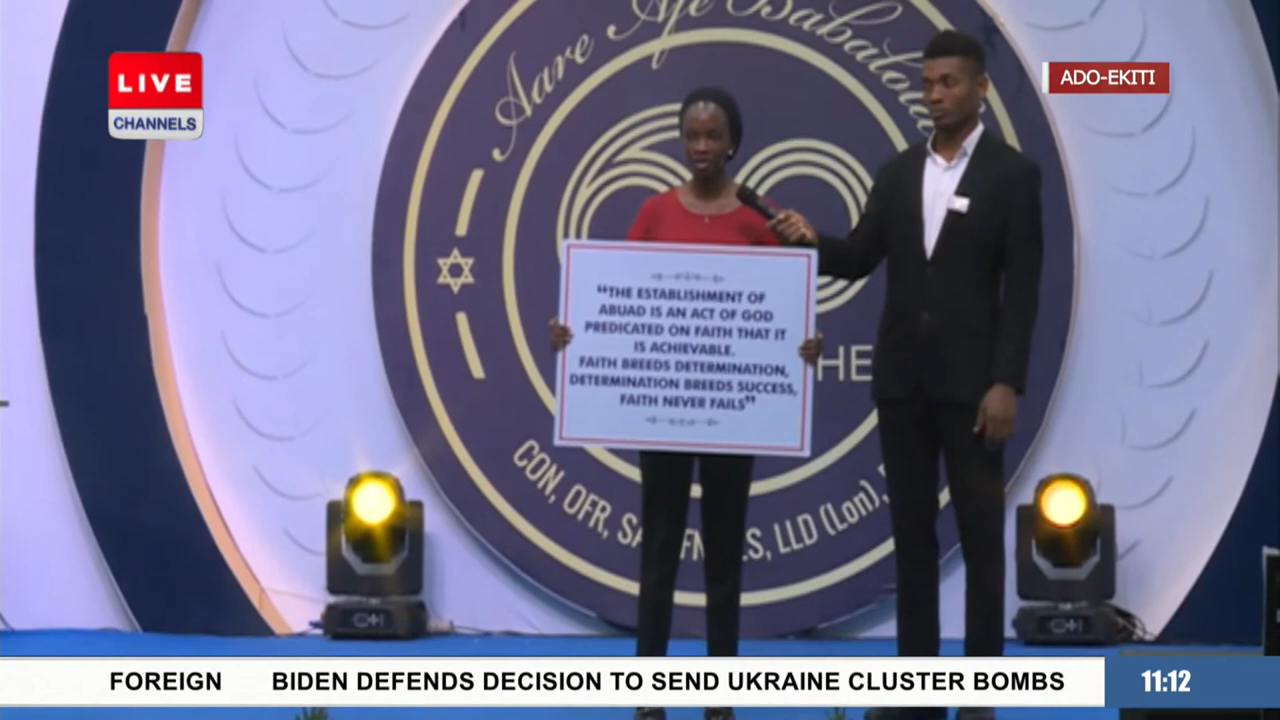 LIVE
CHANNELS
ADO-EKITI
Aare Afe Babalola
60
HE
CON, OFR, SA
LLD (Lon),
“THE ESTABLISHMENT OF
ABUAD IS AN ACT OF GOD
PREDICATED ON FAITH THAT IT
IS ACHIEVABLE.
FAITH BREEDS DETERMINATION,
DETERMINATION BREEDS SUCCESS,
FAITH NEVER FAILS”
FOREIGN BIDEN DEFENDS DECISION TO SEND UKRAINE CLUSTER BOMBS
11:12